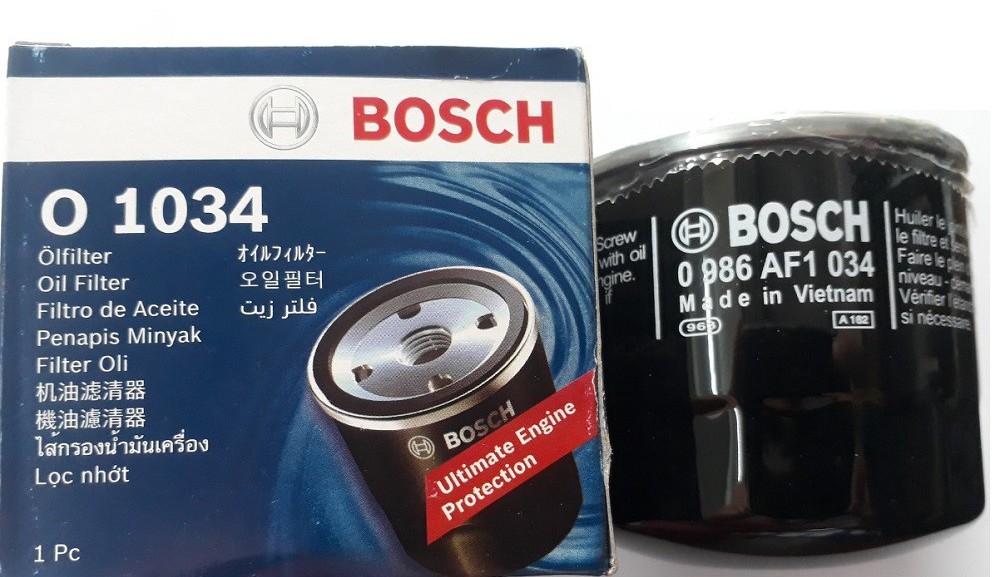 BOSCH
O 1034
Ölfilter
Oil Filter
Filtro de Aceite
Penapis Minyak
Filter Oli
机油滤清器
機油濾清器
ไส้กรองน้ำมันเครื่อง
Lọc nhớt
オイルフィルター
오일필터
فلتر زيت
1 Pc
BOSCH
Ultimate Engine
Protection
Screw
with oil
engine.
if
BOSCH
0 986 AF1 034
Made in Vietnam
963
A 182
Huiler le
le filtre et
Faire le plein
niveau -
Vérifier
si nécessaire